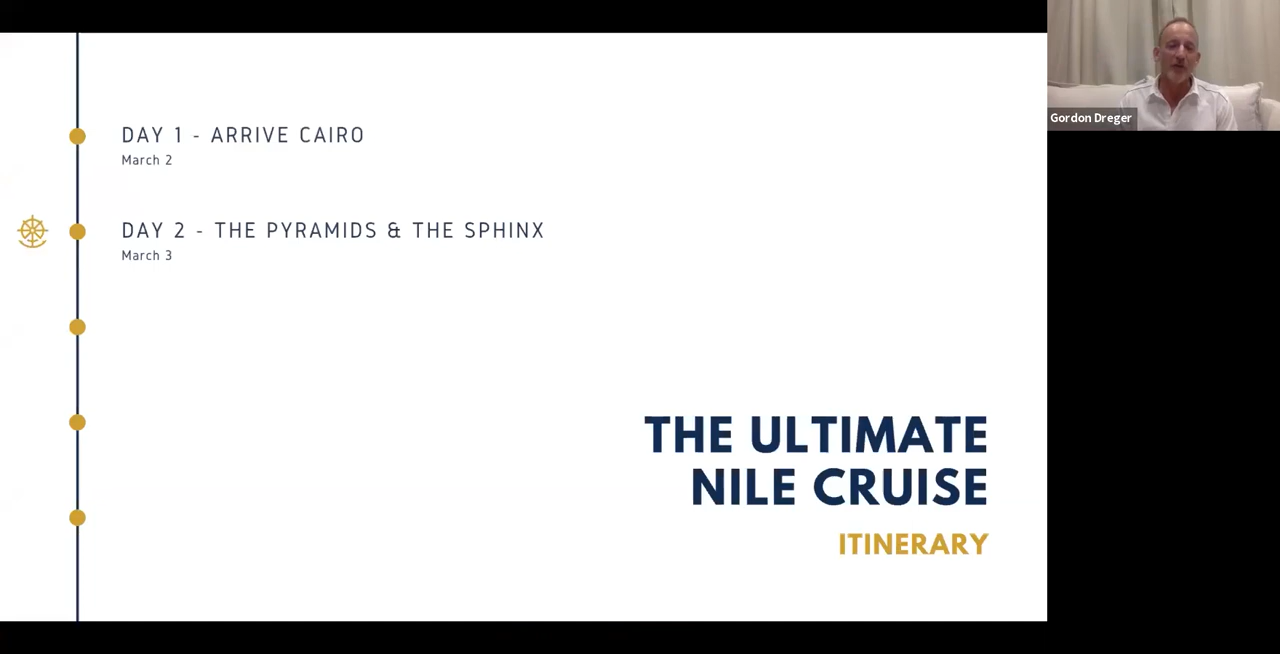 DAY 1 - ARRIVE CAIRO
March 2
DAY 2 - THE PYRAMIDS & THE SPHINX
March 3
THE ULTIMATE
NILE CRUISE
ITINERARY
Gordon Dreger